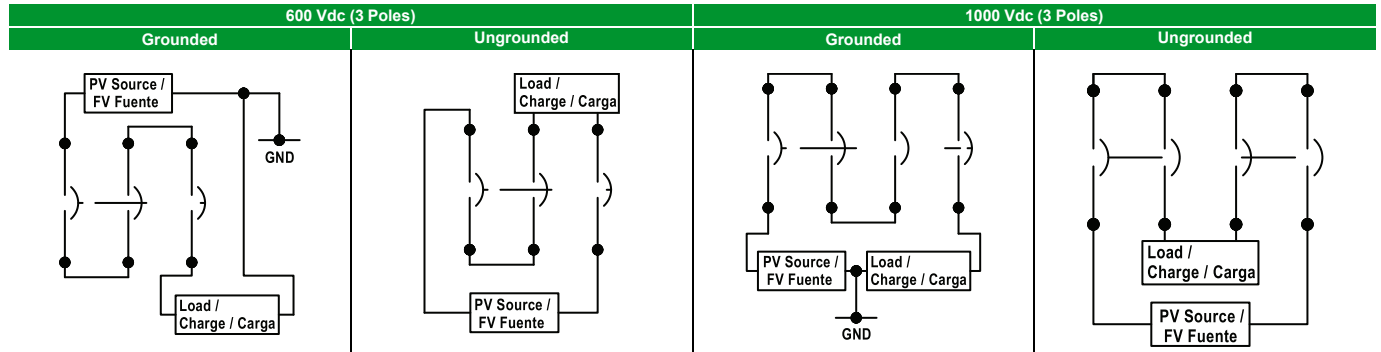 600 Vdc (3 Poles)
1000 Vdc (3 Poles)
Grounded
Ungrounded
Grounded
Ungrounded
PV Source /
FV Fuente
GND
Load /
Charge / Carga
Load /
Charge / Carga
PV Source /
FV Fuente
PV Source /
FV Fuente
Load /
Charge / Carga
GND
Load /
Charge / Carga
PV Source /
FV Fuente